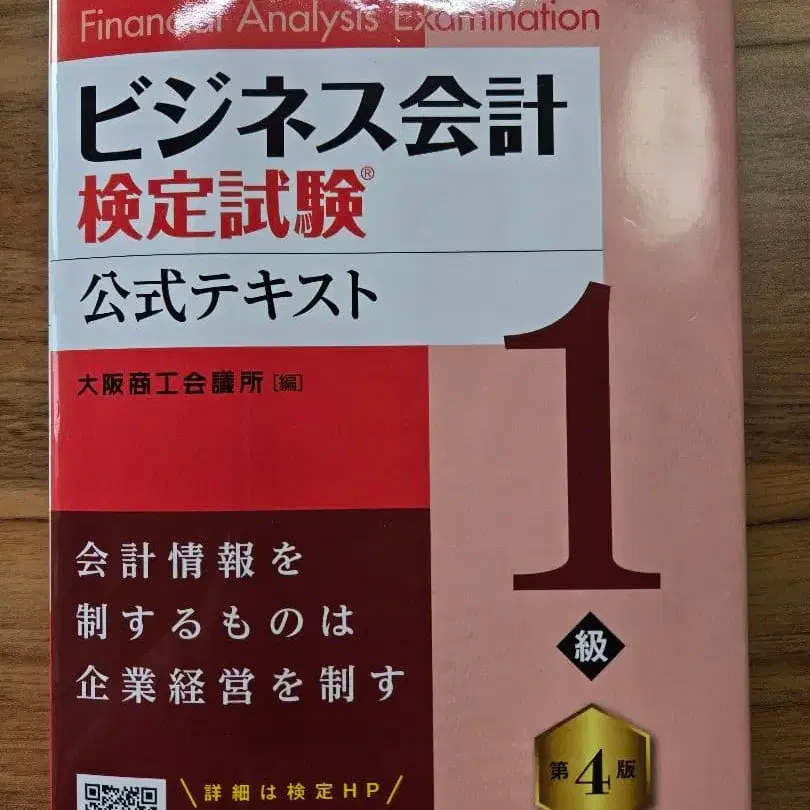 Financial Analysis Examination
ビジネス会計
検定試験®
公式テキスト
大阪商工会議所［編］
1
級
会計情報を
制するものは
企業経営を制す
第4版
\詳細は検定HP/